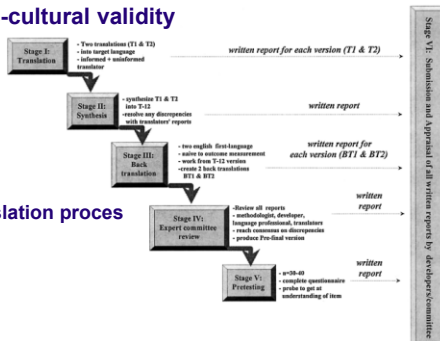 -cultural validity
Stage I:
Translation
- Two translations (T1 & T2)
- into target language
- informed + uninformed
translator
written report for each version (T1 & T2)
Stage II:
Synthesis
- synthesize T1 & T2
into T-12
- resolve any discrepancies
with translators' reports
written report
Stage III:
Back
translation
- two english first-language
- naive to outcome measurement
- work from T-12 version
- create 2 back translations
BT1 & BT2
written report for
each version (BT1 & BT2)
slation proces
Stage IV:
Expert committee
review
- Review all reports
- methodologist, developer,
language professional, translators
- reach consensus on discrepancies
- produce Pre-final version
written
report
Stage V:
Pretesting
- n=30-40
- complete questionnaire
- probe to get at
understanding of item
written
report
Stage VI: Submission and Appraisal of all written reports by developers/committee